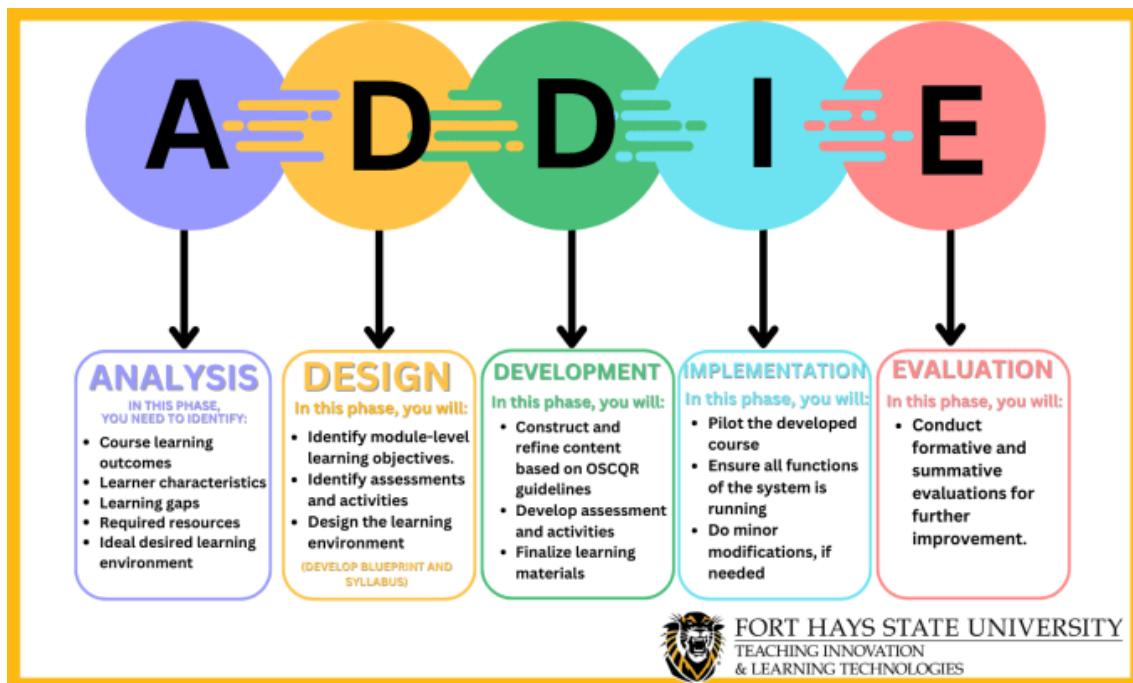 A D D I E
ANALYSIS
IN THIS PHASE,
YOU NEED TO IDENTIFY:
• Course learning
outcomes
• Learner characteristics
• Learning gaps
• Required resources
• Ideal desired learning
environment
DESIGN
In this phase, you will:
• Identify module-level
learning objectives.
• Identify assessments
and activities
• Design the learning
environment
(DEVELOP BLUEPRINT AND
SYLLABUS)
DEVELOPMENT
In this phase, you will:
• Construct and
refine content
based on OSCQR
guidelines
• Develop assessment
and activities
• Finalize learning
materials
IMPLEMENTATION
In this phase, you will:
• Pilot the developed
course
• Ensure all functions
of the system is
running
• Do minor
modifications, if
needed
EVALUATION
In this phase, you will:
• Conduct
formative and
summative
evaluations for
further
improvement.
FORT HAYS STATE UNIVERSITY
TEACHING INNOVATION
& LEARNING TECHNOLOGIES